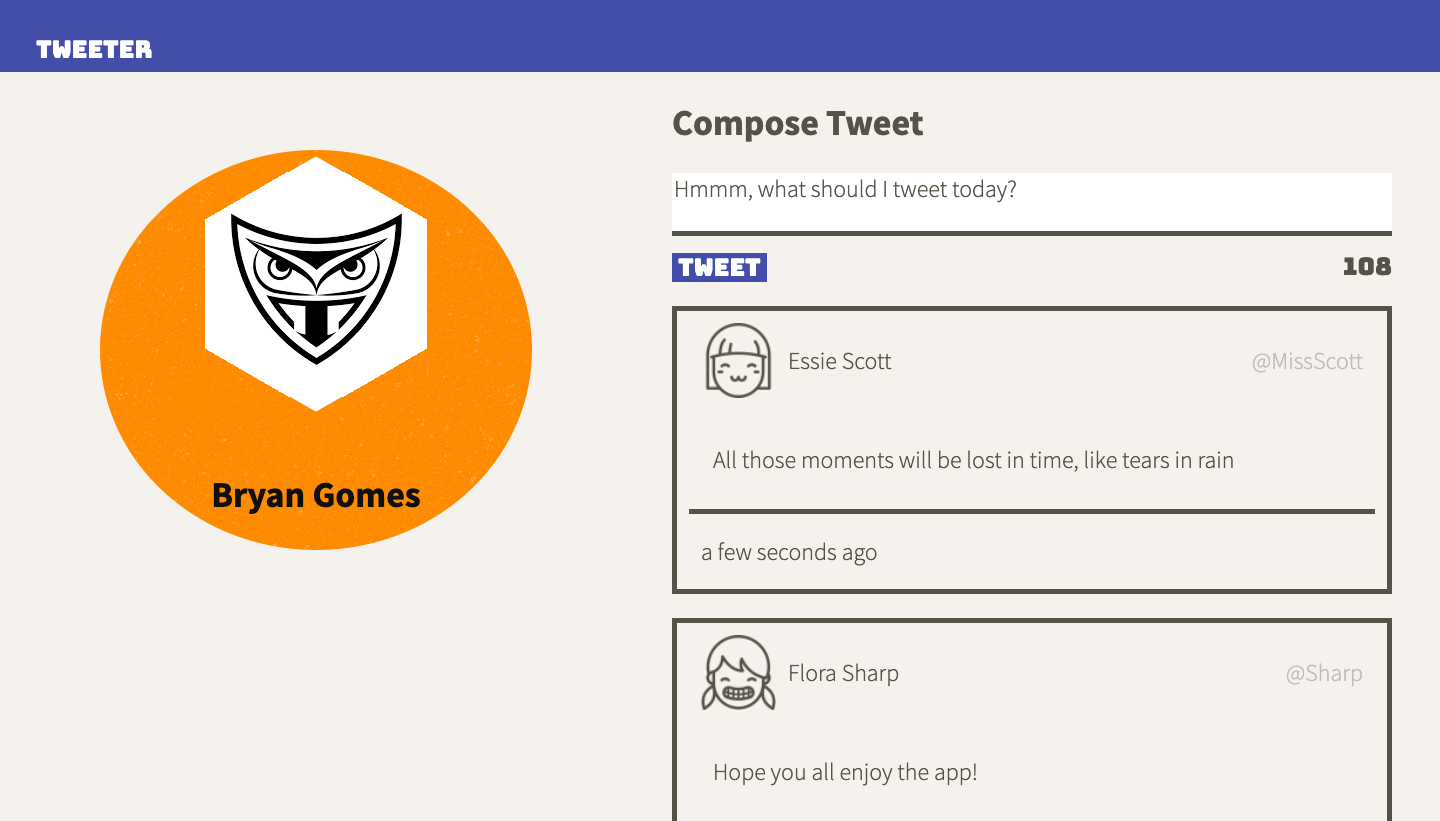 TWEETER
Bryan Gomes
Compose Tweet
Hmmm, what should I tweet today?
TWEET
108
Essie Scott
@MissScott
All those moments will be lost in time, like tears in rain
a few seconds ago
Flora Sharp
@Sharp
Hope you all enjoy the app!